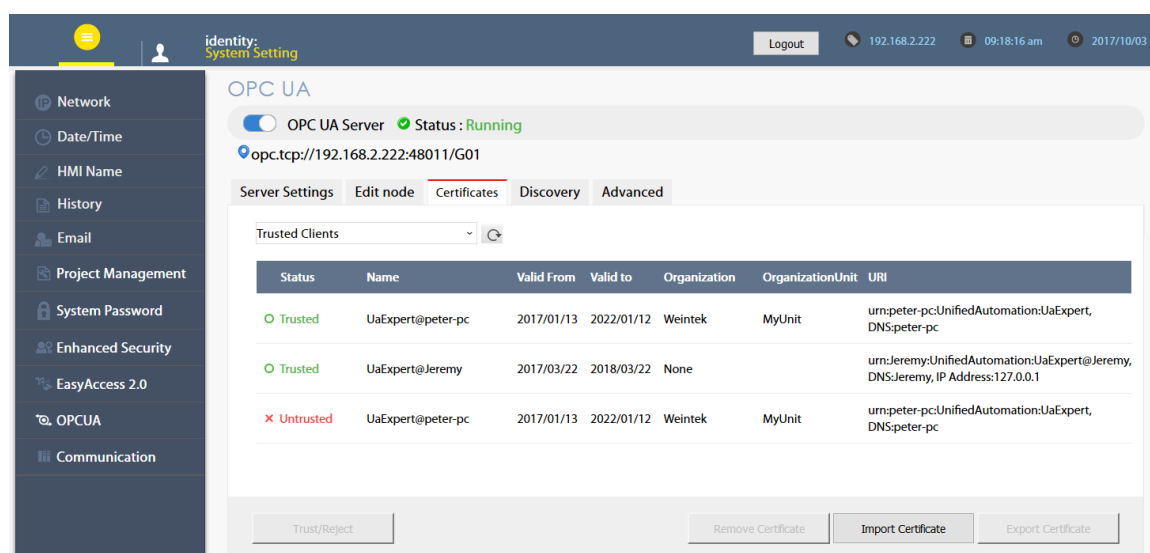 identity:
System Setting
Logout
192.168.2.222
09:18:16 am
2017/10/03
Network
Date/Time
HMI Name
History
Email
Project Management
System Password
Enhanced Security
EasyAccess 2.0
OPCUA
Communication
OPC UA
OPC UA Server Status : Running
opc.tcp://192.168.2.222:48011/G01
Server Settings Edit node Certificates Discovery Advanced
Trusted Clients
Status Name Valid From Valid to Organization OrganizationUnit URI
Trusted UaExpert@peter-pc 2017/01/13 2022/01/12 Weintek MyUnit urn:peter-pc:UnifiedAutomation:UaExpert,
DNS:peter-pc
Trusted UaExpert@Jeremy 2017/03/22 2018/03/22 None urn:Jeremy:UnifiedAutomation:UaExpert@Jeremy,
DNS:Jeremy, IP Address:127.0.0.1
Untrusted UaExpert@peter-pc 2017/01/13 2022/01/12 Weintek MyUnit urn:peter-pc:UnifiedAutomation:UaExpert,
DNS:peter-pc
Trust/Reject Remove Certificate Import Certificate Export Certificate